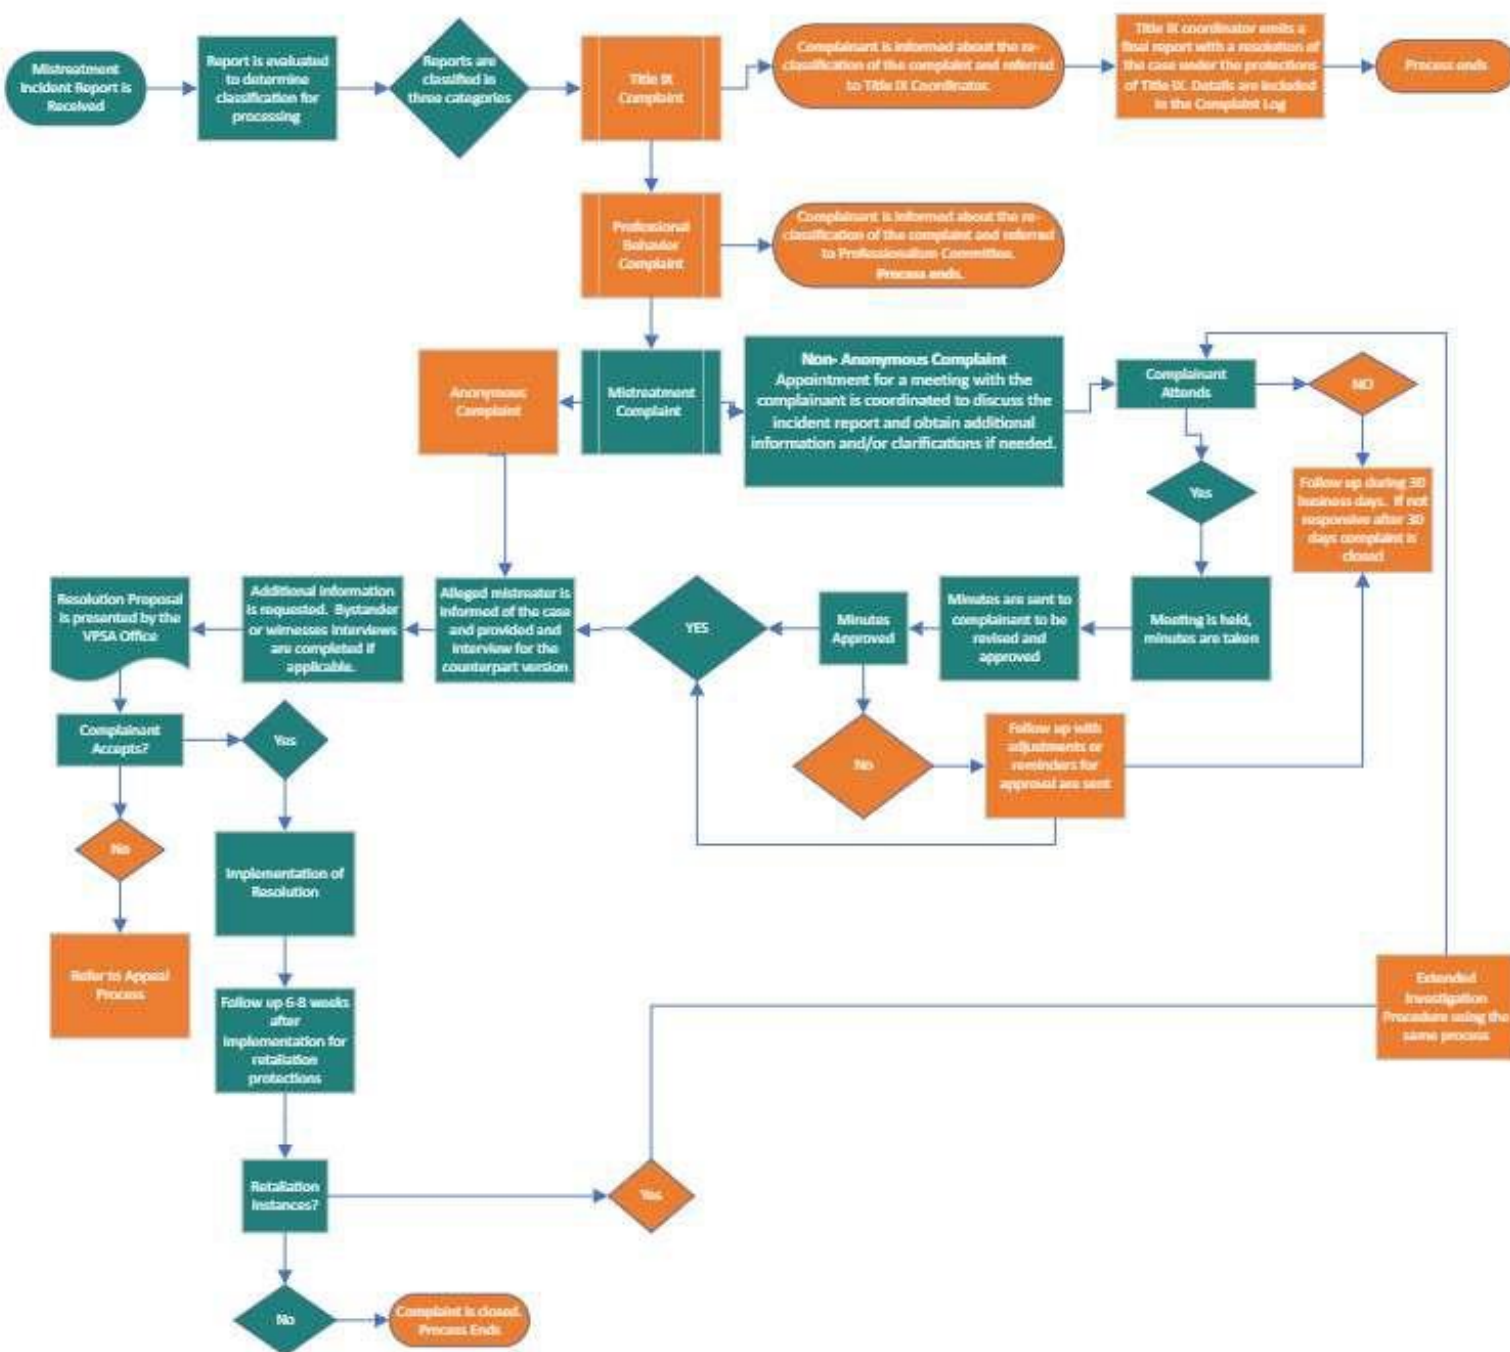 Mistreatment
Incident Report is
Received
Report is evaluated
to determine
classification for
processing
Reports are
classified in
three categories
Title IX
Complaint
Complainant is informed about the re-
classification of the complaint and referred
to Title IX Coordinator.
Title IX coordinator emits a
final report with a resolution of
the case under the protections
of Title IX. Details are included
in the Complaint Log
Process ends
Professional
Behavior
Complaint
Complainant is informed about the re-
classification of the complaint and referred
to Professionalism Committee.
Process ends.
Anonymous
Complaint
Mistreatment
Complaint
Non- Anonymous Complaint
Appointment for a meeting with the
complainant is coordinated to discuss the
incident report and obtain additional
information and/or clarifications if needed.
Complainant
Attends
NO
Yes
Follow up during 30
business days. If not
responsive after 30
days complaint is
closed
Resolution Proposal
is presented by the
VPSA Office
Additional information
is requested. Bystander
or witnesses interviews
are completed if
applicable.
Alleged mistreater is
informed of the case
and provided and
interview for the
counterpart version
YES
Minutes
Approved
Minutes are sent to
complainant to be
revised and
approved
Meeting is held,
minutes are taken
Complainant
Accepts?
Yes
No
Follow up with
adjustments or
reminders for
approval are sent
No
Implementation of
Resolution
Refer to Appeal
Process
Follow up 6-8 weeks
after
implementation for
retaliation
protections
Extended
Investigation
Procedure using the
same process
Retaliation
Instances?
Yes
No
Complaint is closed.
Process Ends